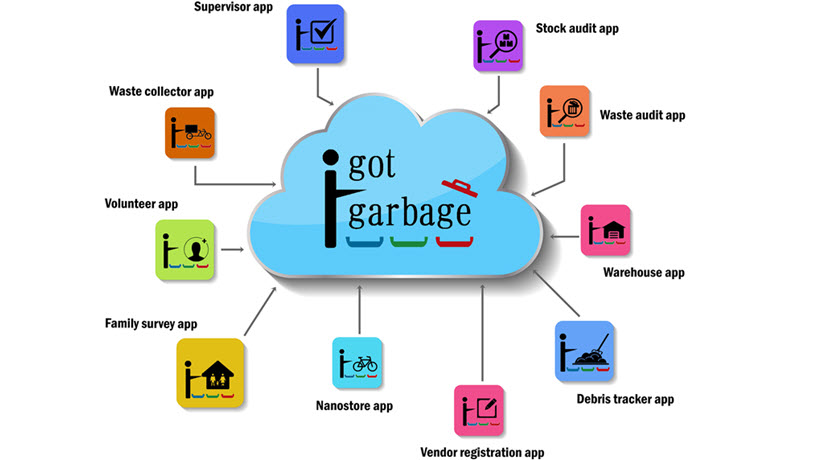 Supervisor app
Stock audit app
Waste collector app
Waste audit app
i got
garbage
Volunteer app
Warehouse app
Family survey app
Nanostore app
Debris tracker app
Vendor registration app